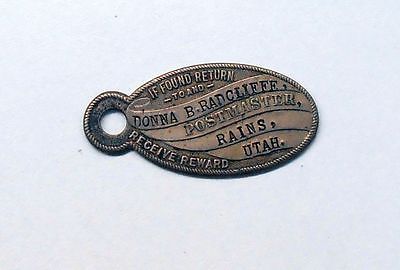 IF FOUND RETURN
-TO AND-
DONNA B. RADCLIFFE,
POSTMASTER,
RAINS,
UTAH.
RECEIVE REWARD